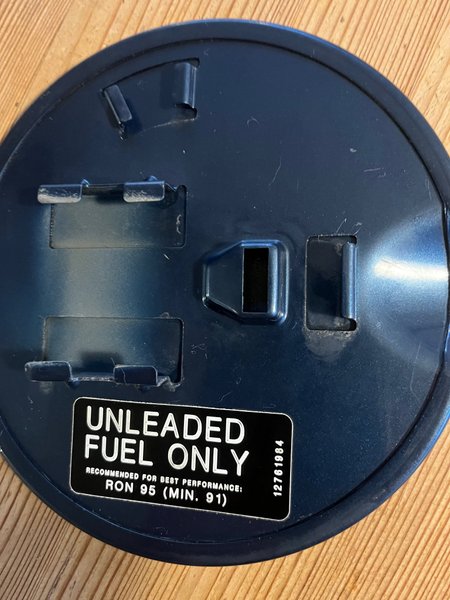 UNLEADED
FUEL ONLY
RECOMMENDED FOR BEST PERFORMANCE:
RON 95 (MIN. 91)
12761984